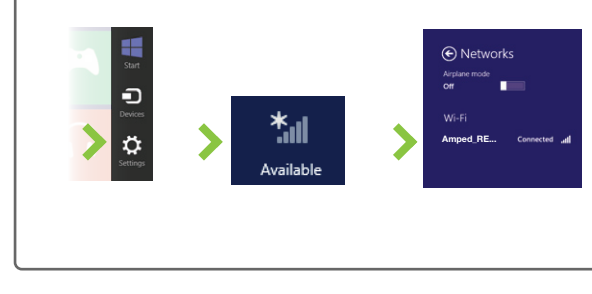 Start
Devices
Settings
Available
Networks
Airplane mode
Off
Wi-Fi
Amped_RE... Connected